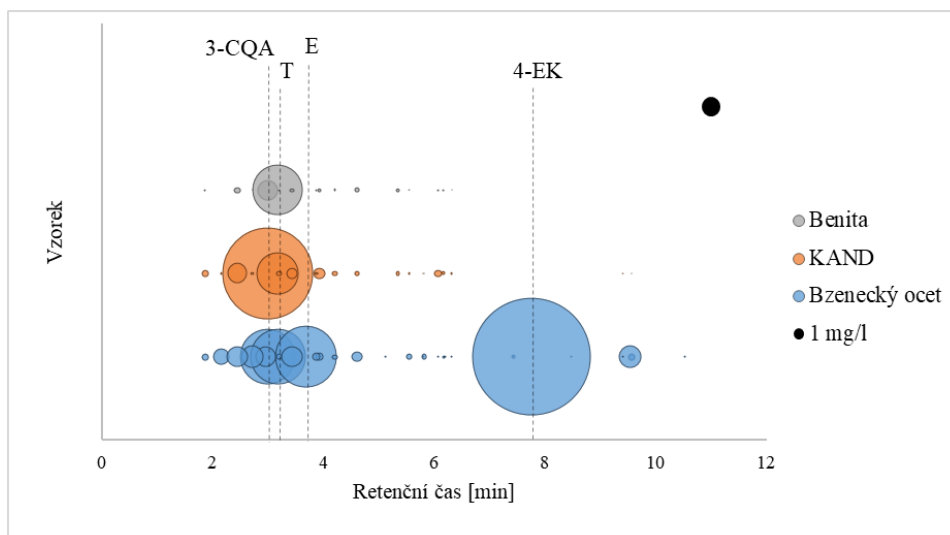 3-CQA
T
E
4-EK
Vzorek
Benita
KAND
Bzenecký ocet
1 mg/l
0
2
4
6
8
10
12
Retenční čas [min]